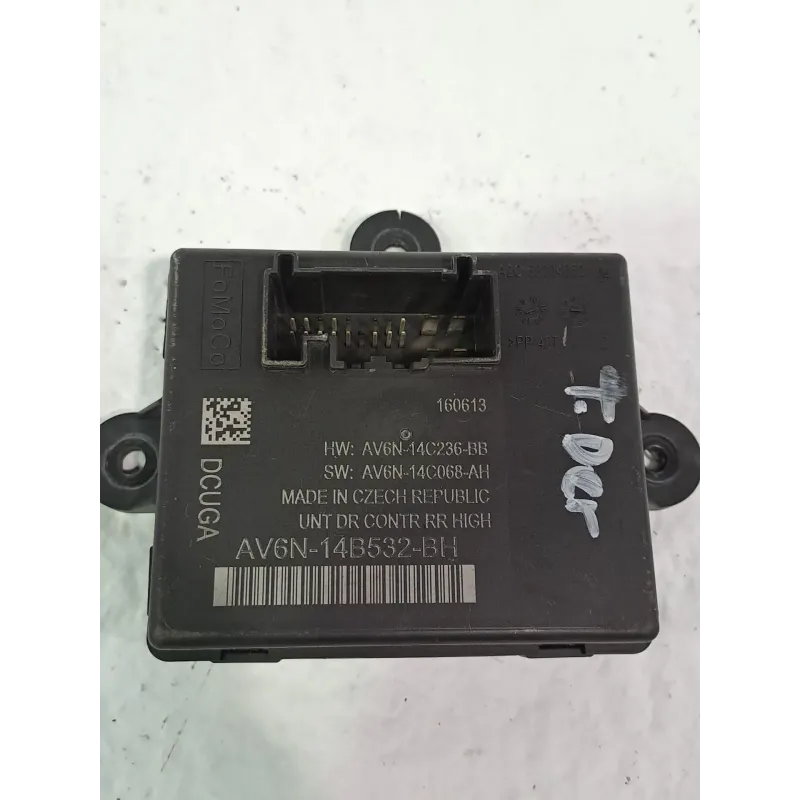 FoMoCo
160613
HW: AV6N-14C236-BB
SW: AV6N-14C068-AH
MADE IN CZECH REPUBLIC
UNT DR CONTR RR HIGH
AV6N-14B532-BH
DCUGA
T. Der